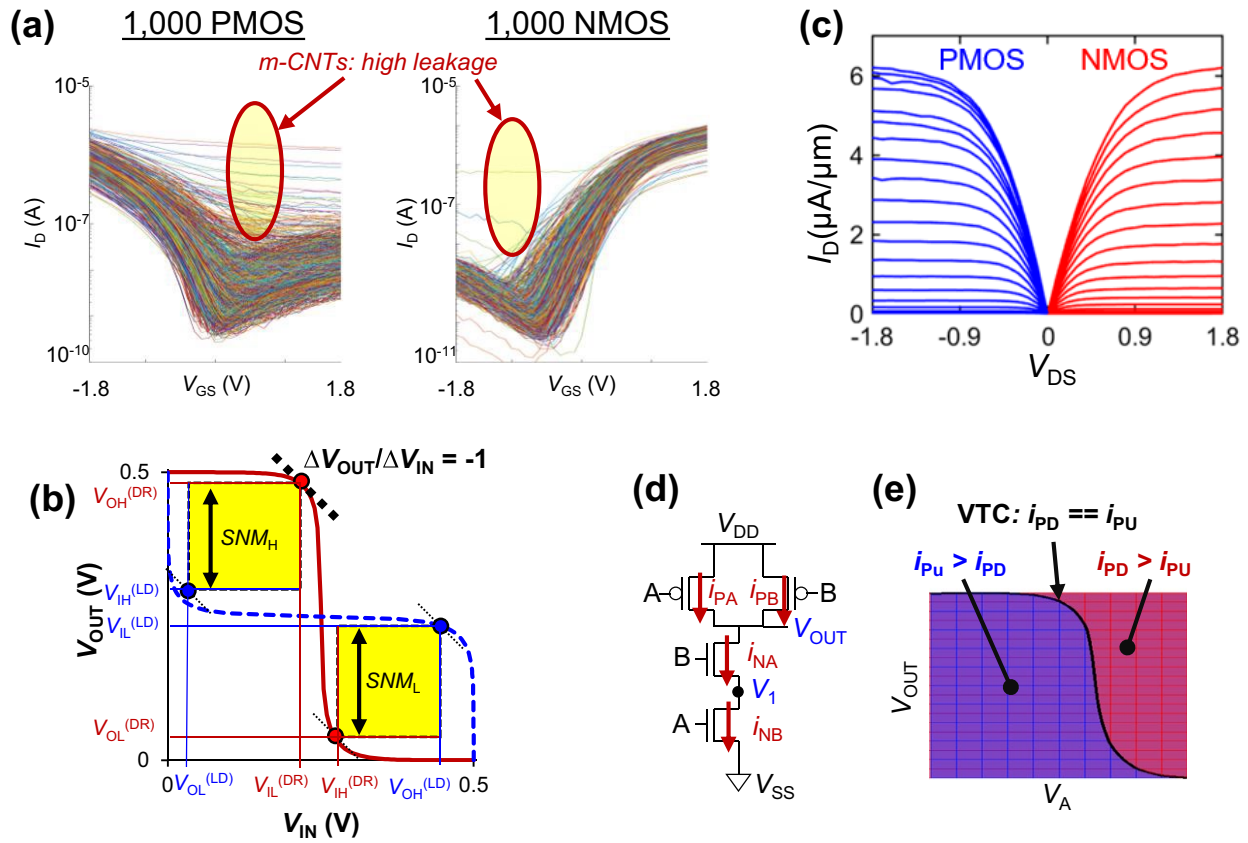 (a)
1,000 PMOS
1,000 NMOS
m-CNTs: high leakage
10⁻⁵
10⁻⁷
10⁻¹⁰
I_D (A)
-1.8
V_GS (V)
1.8
10⁻⁵
10⁻⁷
10⁻¹¹
I_D (A)
-1.8
V_GS (V)
1.8
(c)
PMOS
NMOS
6
4
2
0
I_D(μA/μm)
-1.8
-0.9
0
0.9
1.8
V_DS
(b)
ΔV_OUT/ΔV_IN = -1
0.5
V_OH^(DR)
SNM_H
V_IH^(LD)
V_IL^(LD)
SNM_L
V_OL^(DR)
0
V_OUT (V)
0
V_OL^(LD)
V_IL^(DR)
V_IH^(DR)
V_OH^(LD)
0.5
V_IN (V)
(d)
V_DD
A
i_PA
i_PB
B
V_OUT
B
i_NA
V_1
A
i_NB
V_SS
(e)
VTC: i_PD == i_PU
i_Pu > i_PD
i_PD > i_PU
V_OUT
V_A